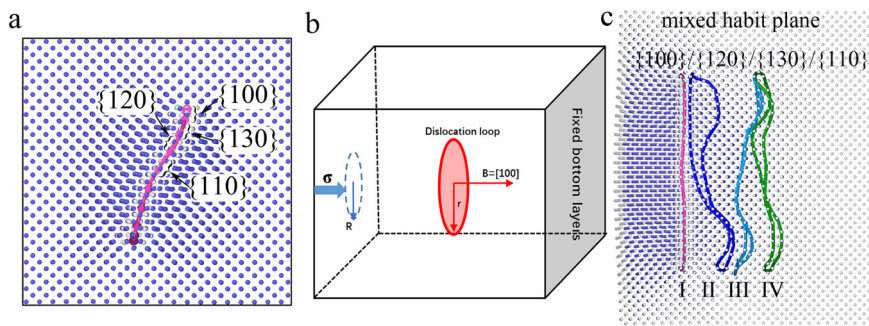 a
{120}
{100}
{130}
{110}
b
Dislocation loop
σ
B=[100]
R
r
Fixed bottom layers
c
mixed habit plane
{100}/{120}/{130}/{110}
I II III IV